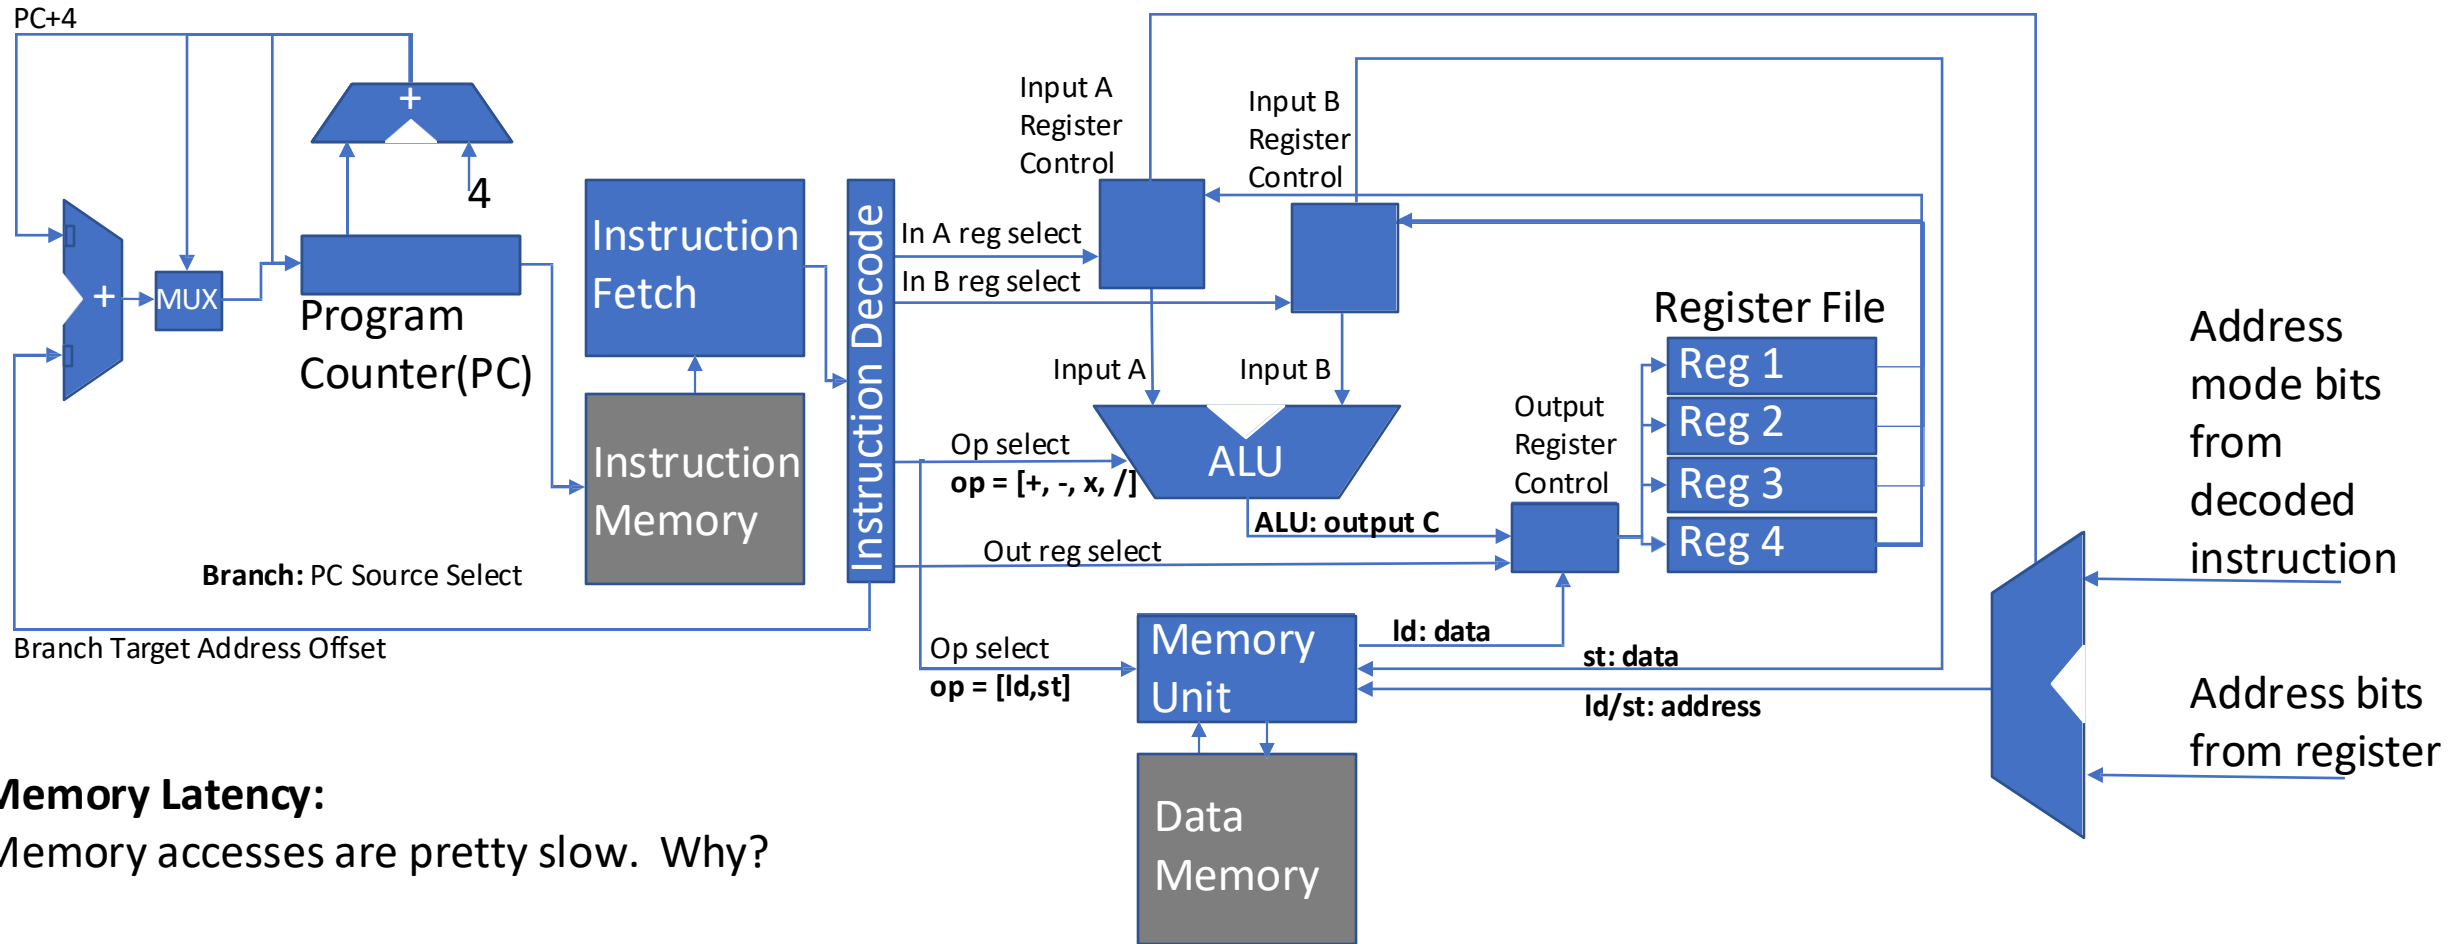 PC+4
+
4
+
MUX
Program
Counter(PC)
Branch: PC Source Select
Branch Target Address Offset
Instruction
Fetch
Instruction
Memory
Instruction Decode
Input A
Register
Control
Input B
Register
Control
In A reg select
In B reg select
Input A
Input B
Op select
op = [+, -, x, /]
ALU
ALU: output C
Out reg select
Output
Register
Control
Register File
Reg 1
Reg 2
Reg 3
Reg 4
Op select
op = [ld,st]
Memory
Unit
ld: data
st: data
ld/st: address
Data
Memory
Address
mode bits
from
decoded
instruction
Address bits
from register
Memory Latency:
Memory accesses are pretty slow.  Why?